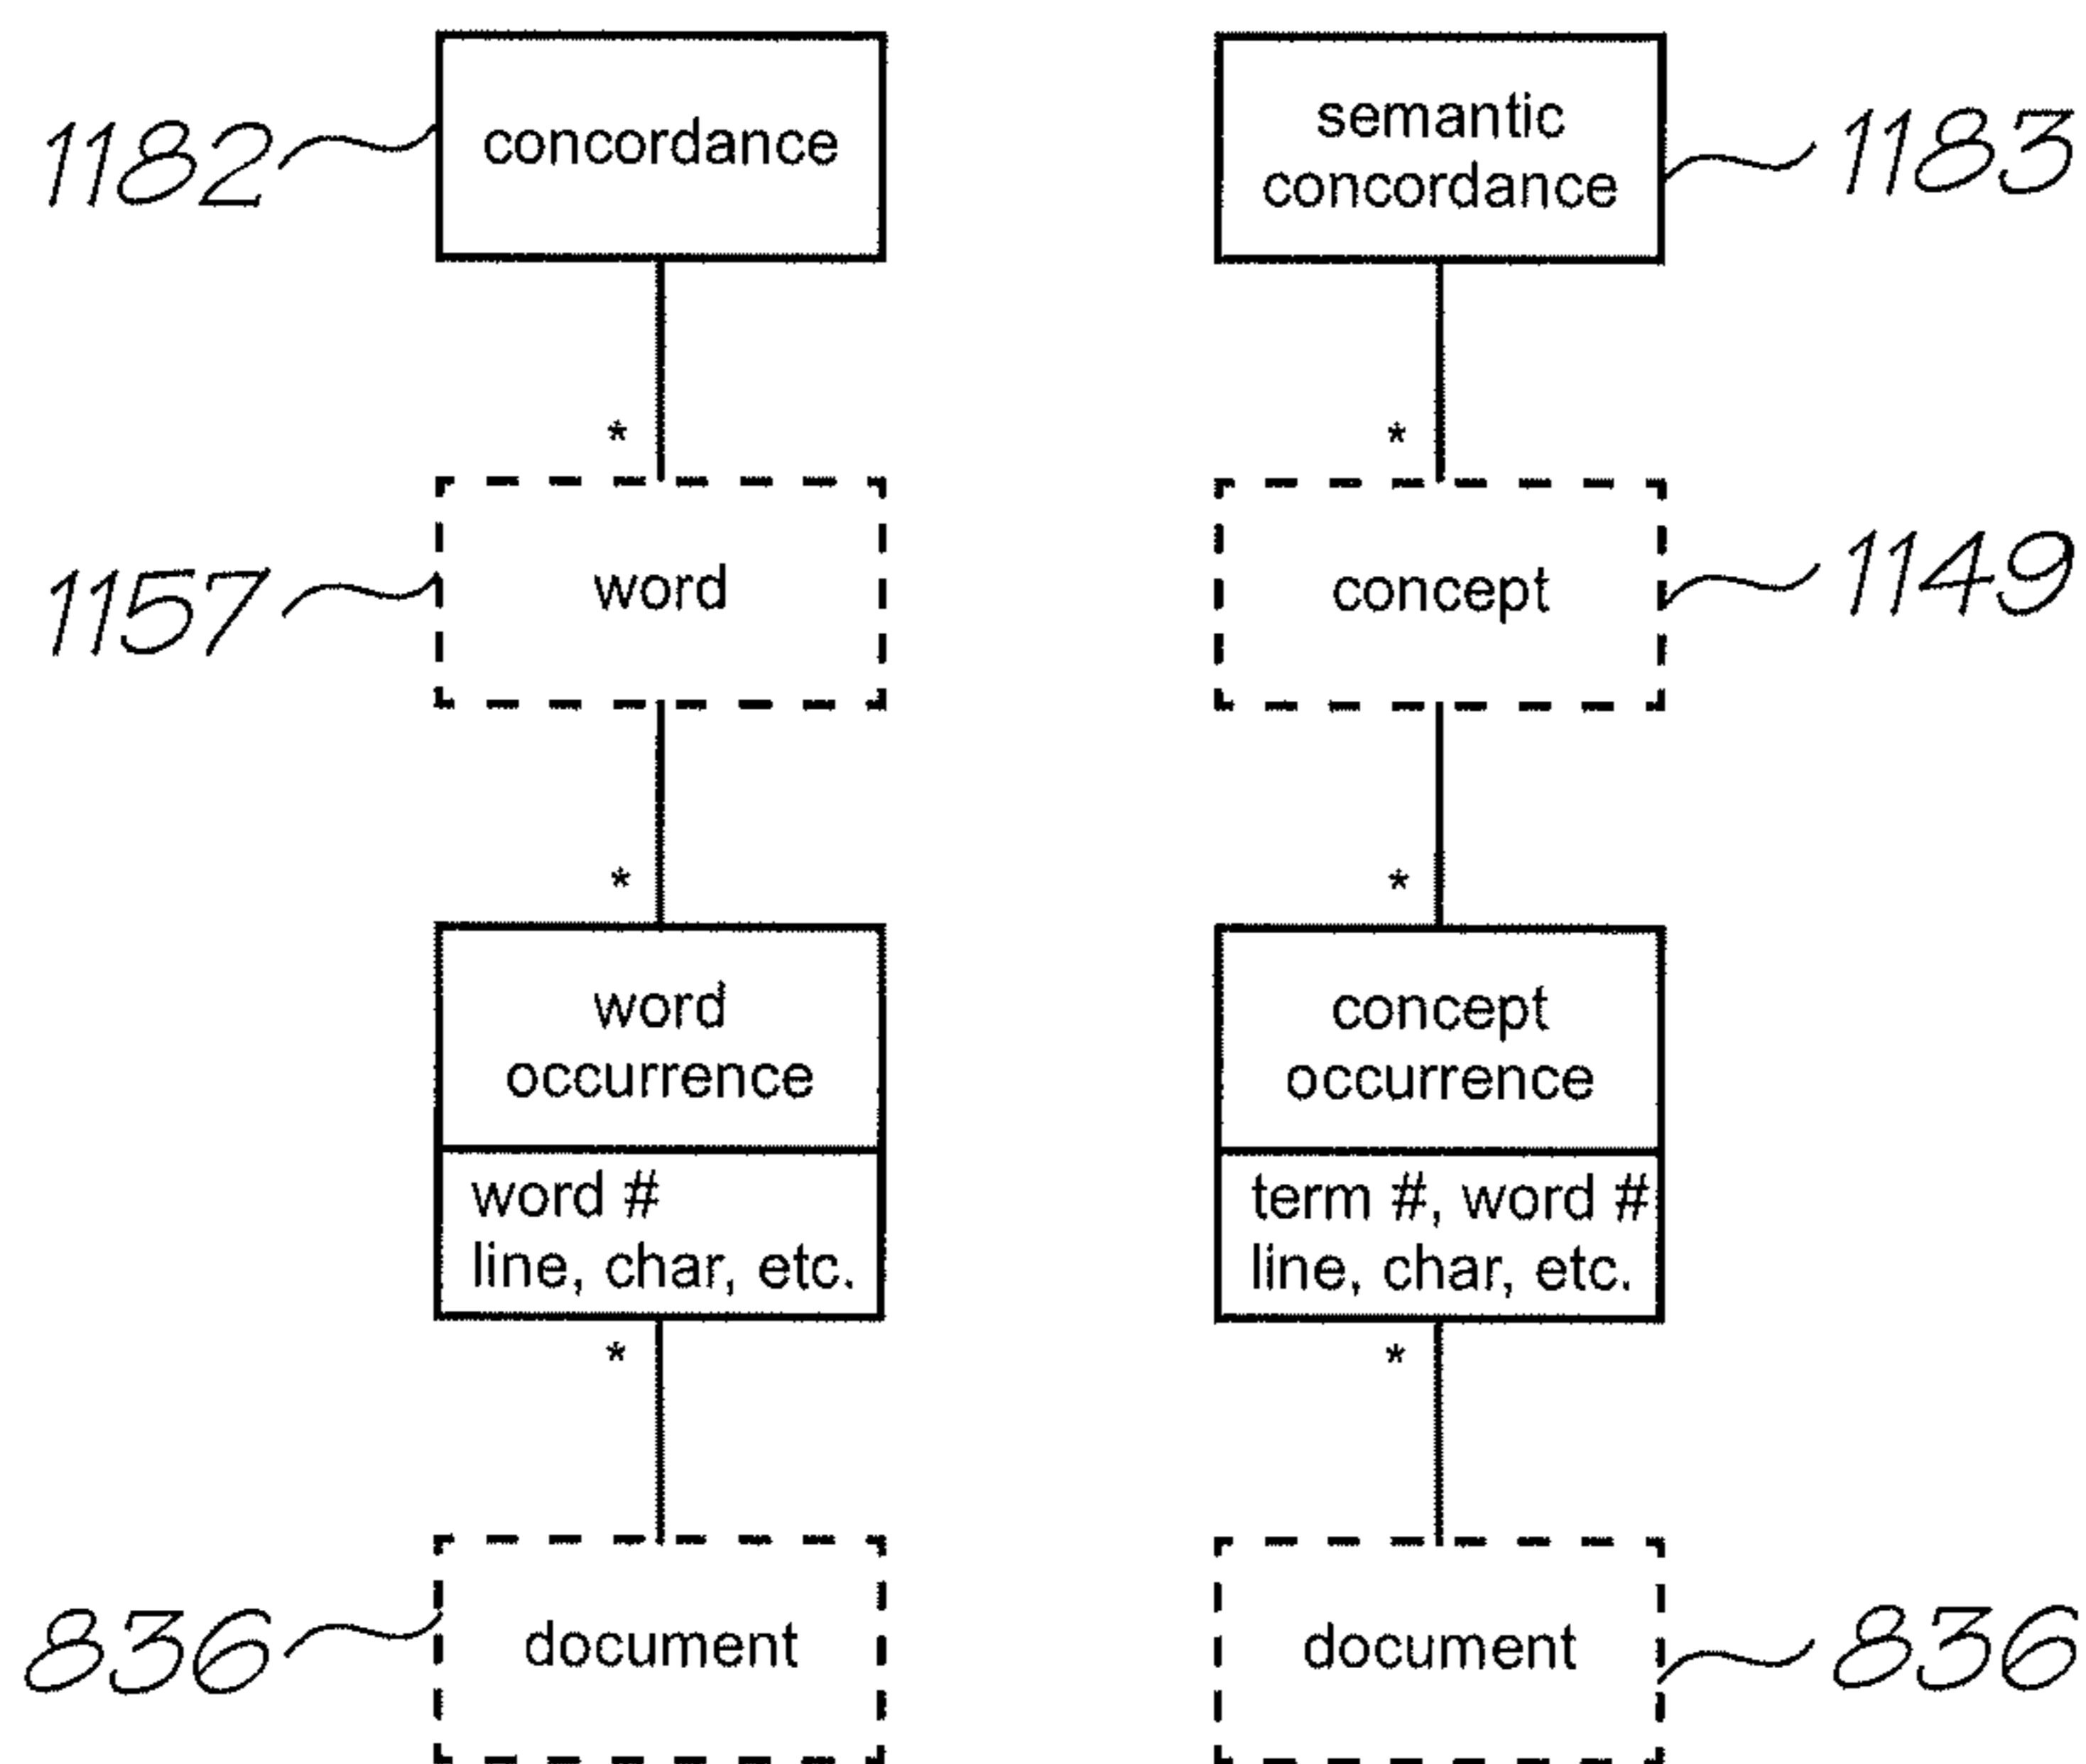 1182
concordance
semantic
concordance
1183
*
*
1157
word
concept
1149
*
*
word
occurrence
concept
occurrence
word #
line, char, etc.
term #, word #
line, char, etc.
*
*
836
document
document
836